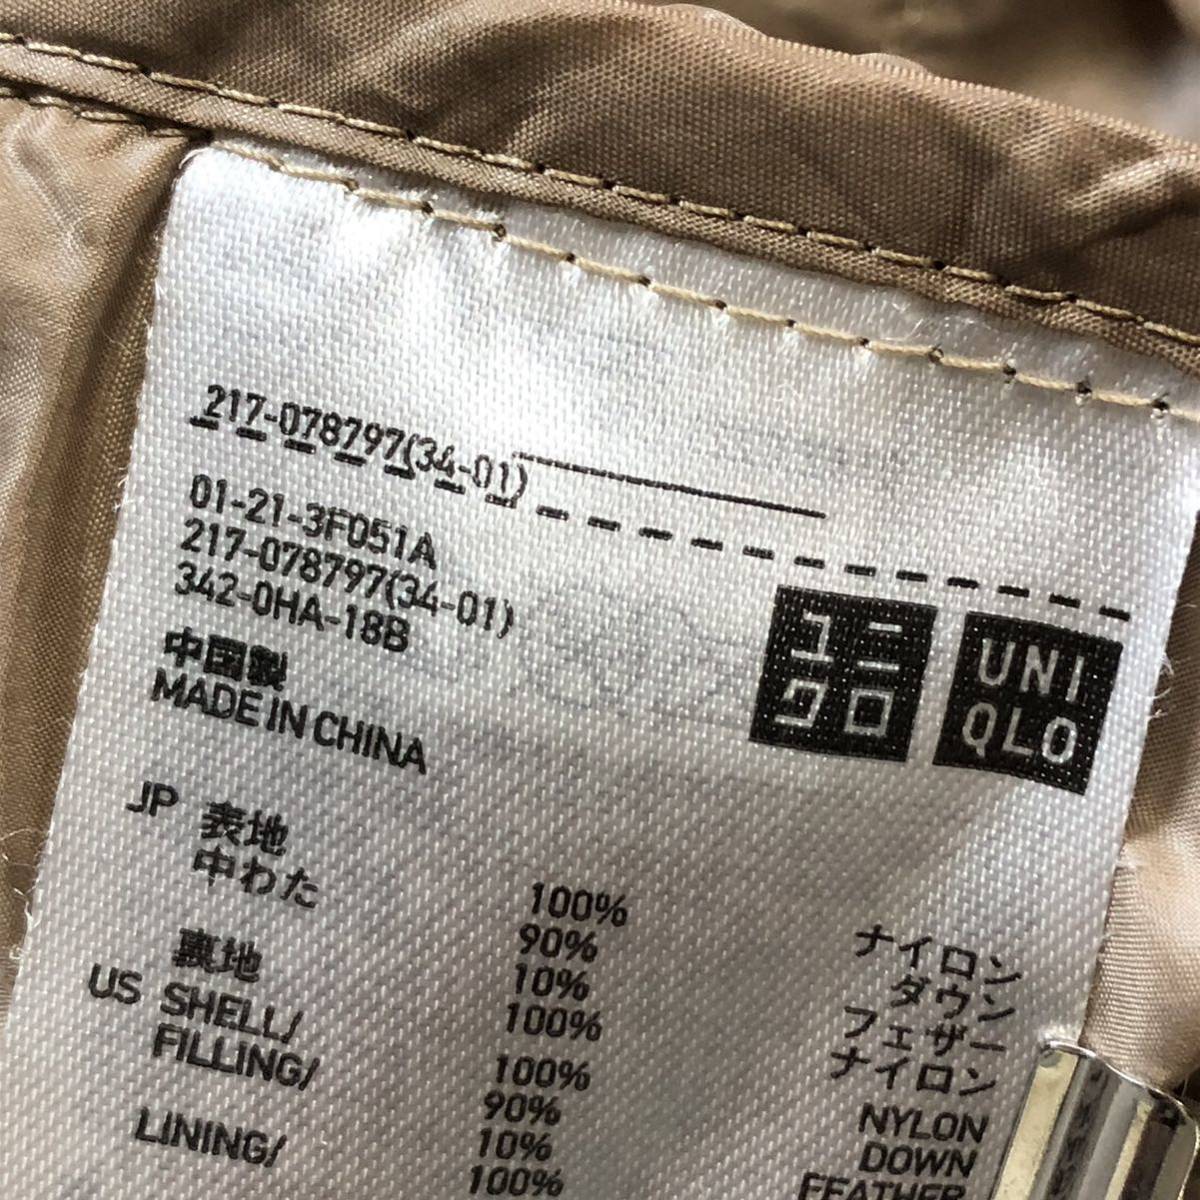 217-078797(34-01)
01-21-3F051A
217-078797(34-01)
342-0HA-18B
中国製
MADE IN CHINA
ユニ
クロ
UNI
QLO
JP 表地 100% ナイロン
中わた 90% ダウン
10% フェザー
裏地 100% ナイロン
US SHELL/ 100% NYLON
FILLING/ 90% DOWN
10% FEATHER
LINING/ 100%